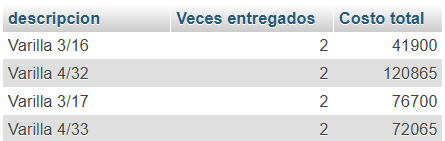 descripcion Veces entregados Costo total
Varilla 3/16 2 41900
Varilla 4/32 2 120865
Varilla 3/17 2 76700
Varilla 4/33 2 72065